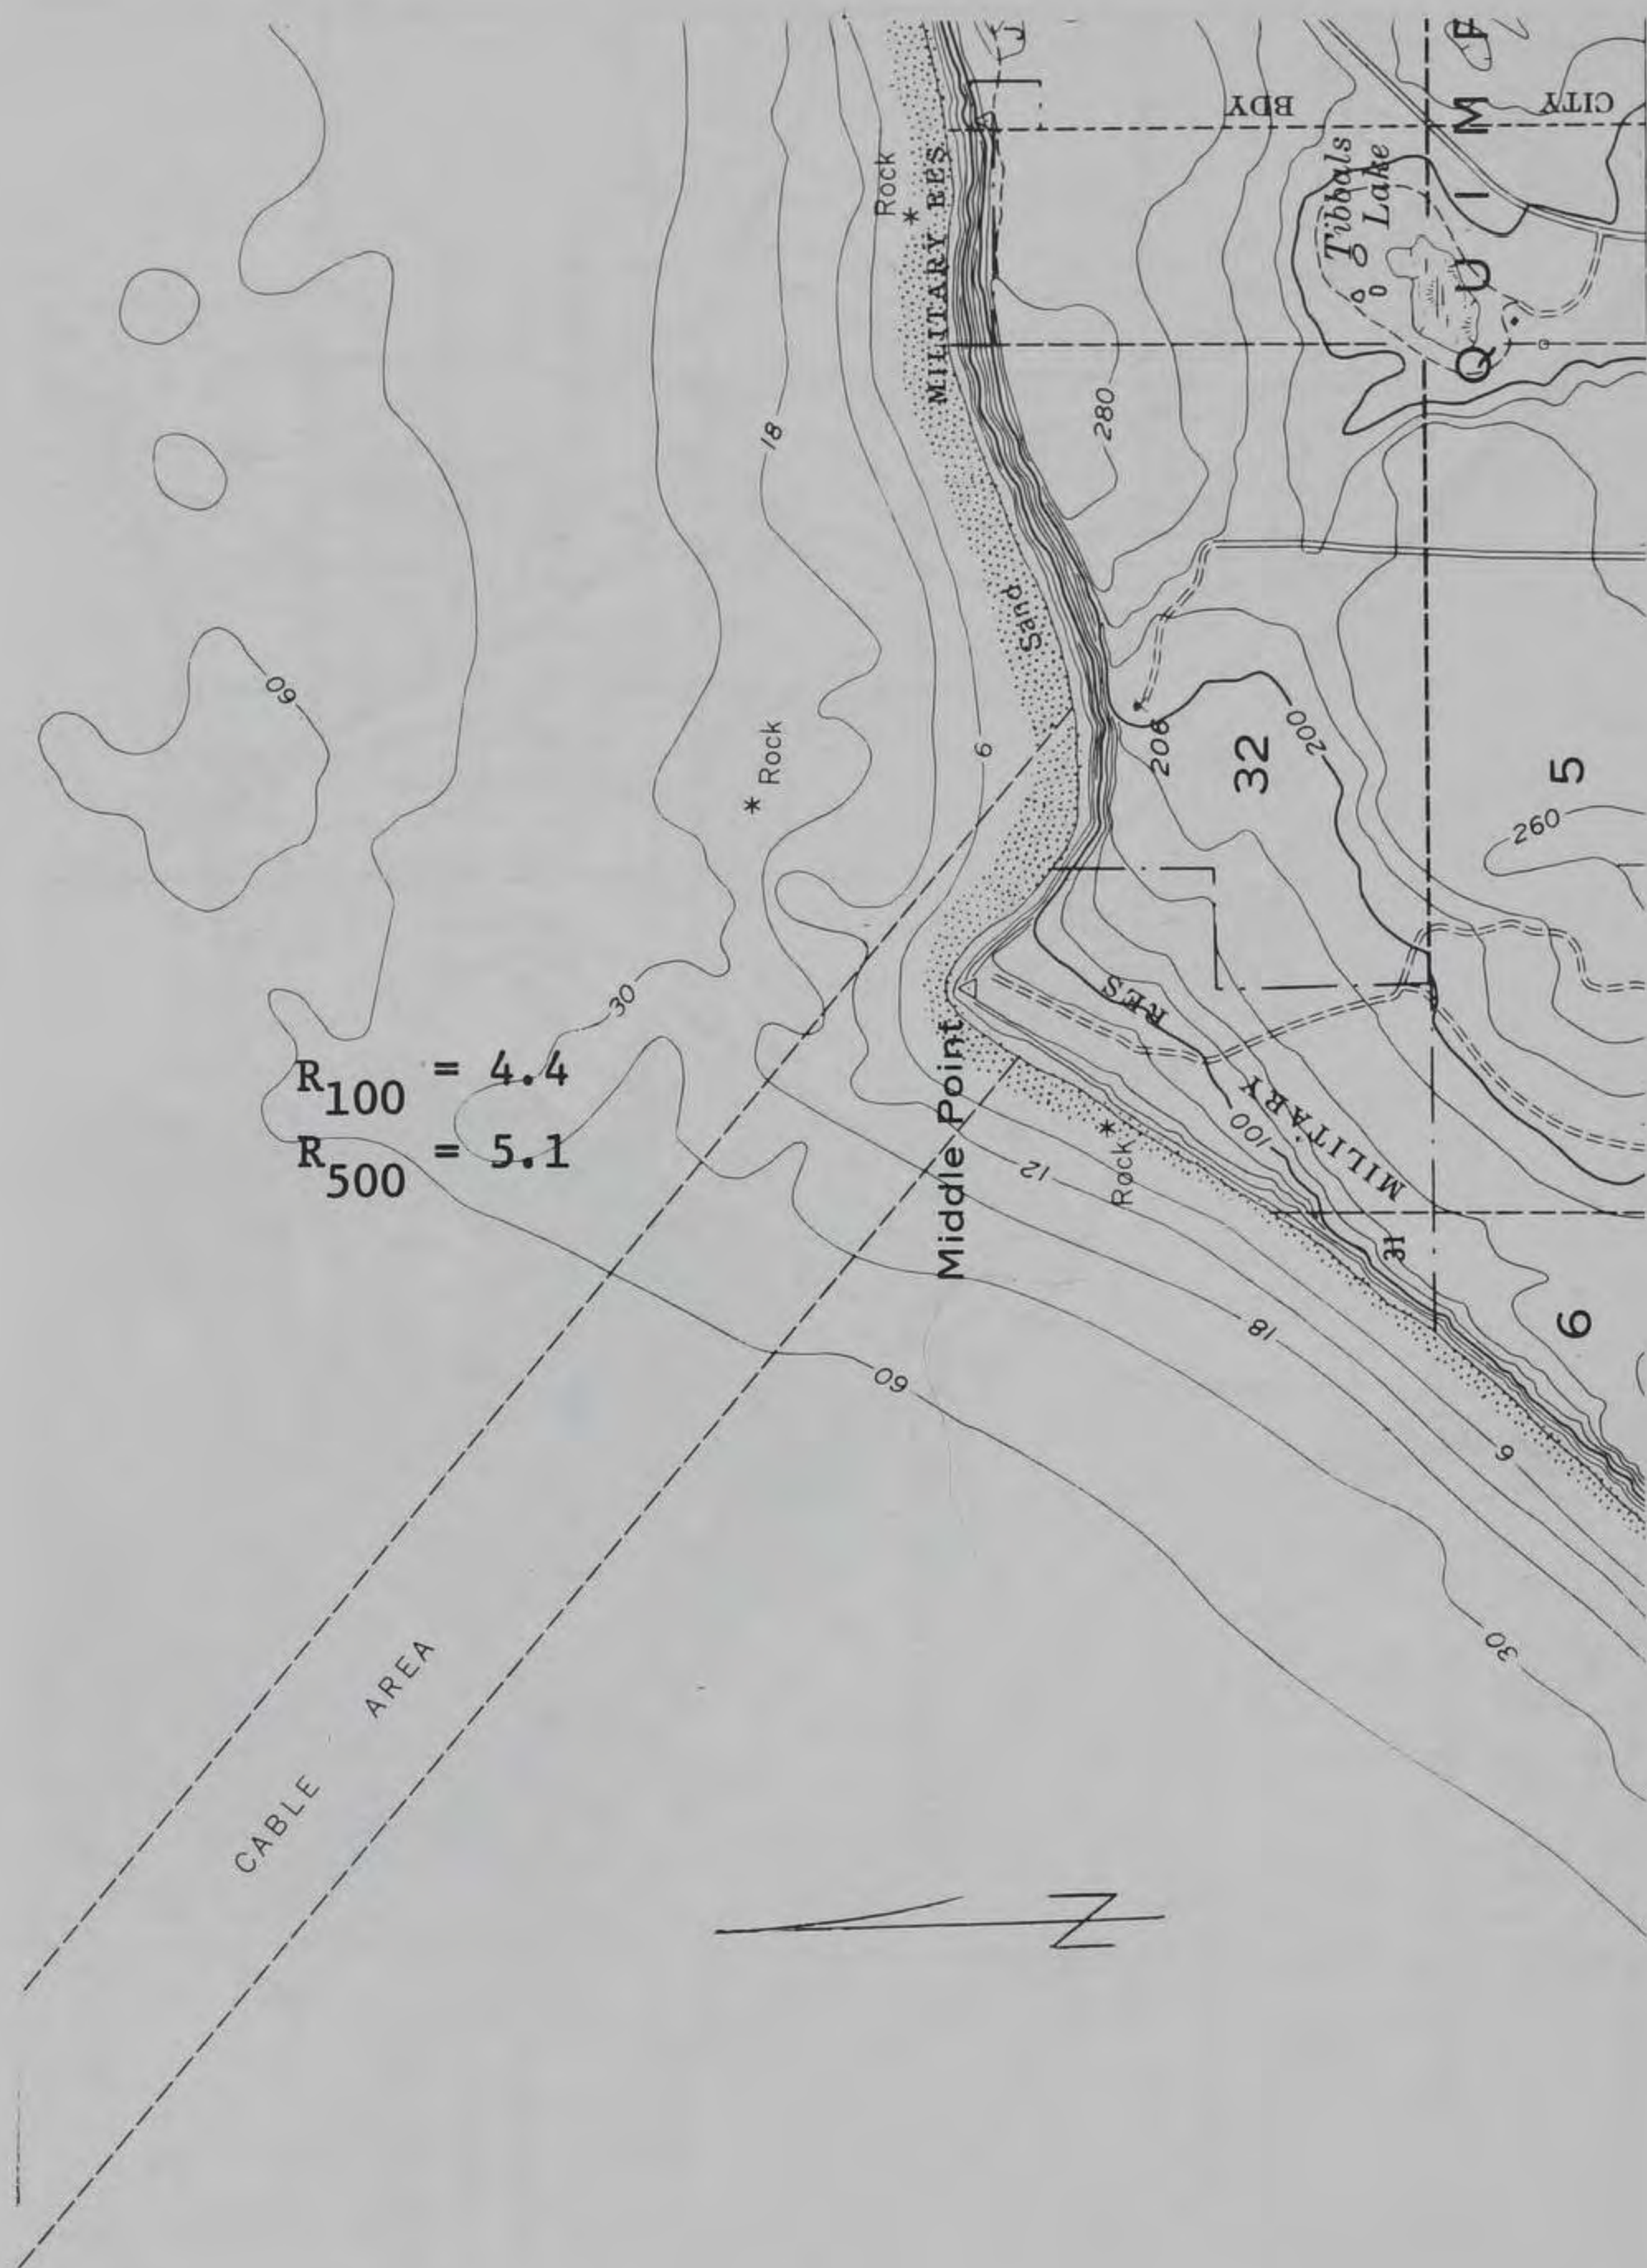 R100 = 4.4
R500 = 5.1
MILITARY RES
Rock
Rock
Rock
Sand
Middle Point
MILITARY RES
CABLE AREA
BDY
CITY
Tibbals
Lake
QUIM
60
18
30
6
280
206
32
200
5
260
100
12
31
6
18
60
6
30
N